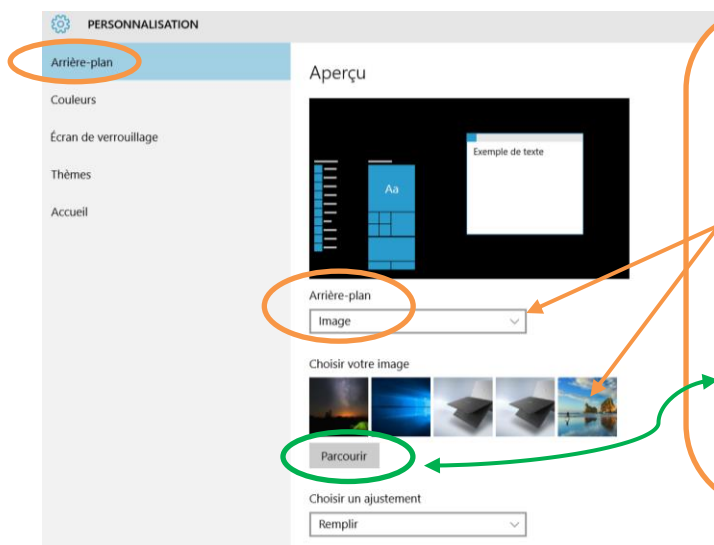 PERSONNALISATION
Arrière-plan
Couleurs
Écran de verrouillage
Thèmes
Accueil
Aperçu
Exemple de texte
Aa
Arrière-plan
Image
Choisir votre image
Parcourir
Choisir un ajustement
Remplir